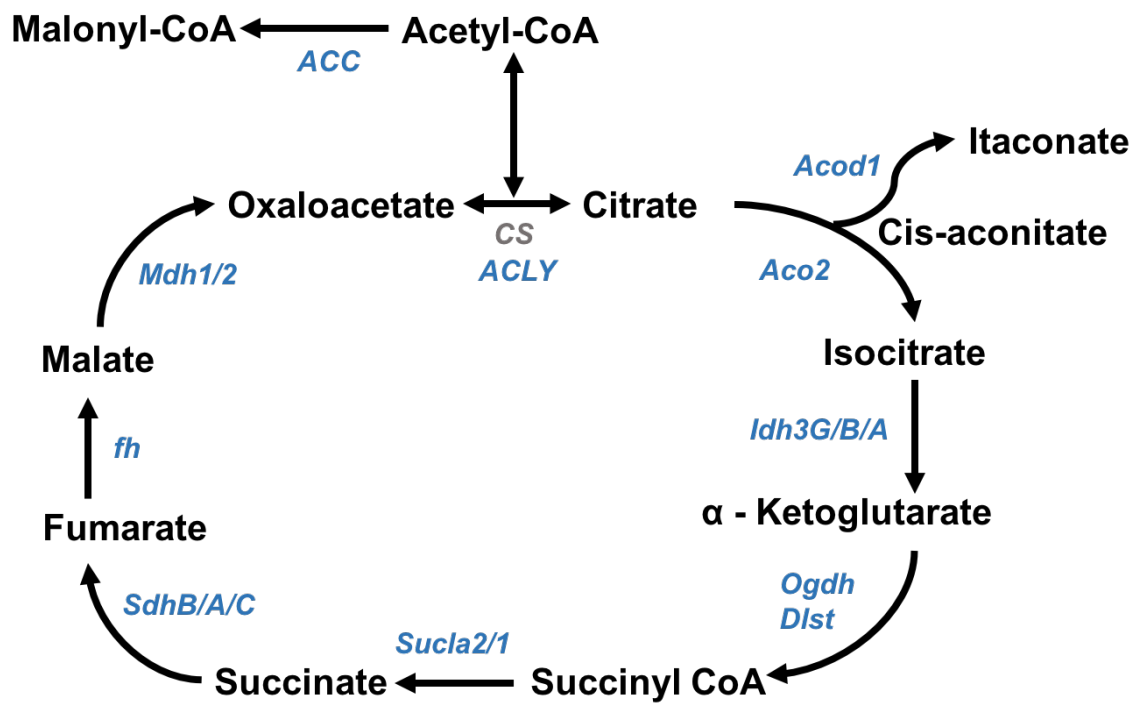 Malonyl-CoA
Acetyl-CoA
ACC
Itaconate
Acod1
Oxaloacetate
Citrate
Cis-aconitate
CS
ACLY
Mdh1/2
Aco2
Malate
Isocitrate
fh
Idh3G/B/A
Fumarate
α - Ketoglutarate
SdhB/A/C
Ogdh
Dlst
Sucla2/1
Succinate
Succinyl CoA